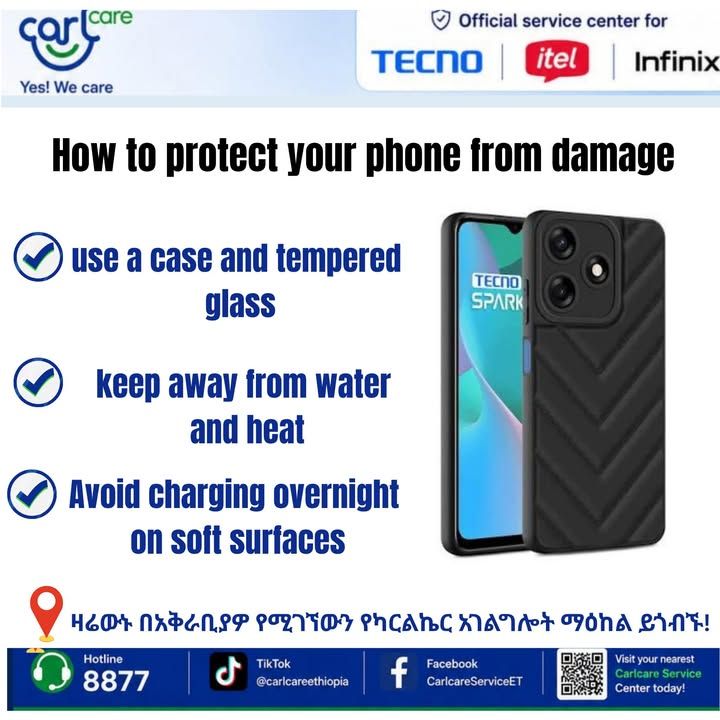 carlcare
Yes! We care
Official service center for
TECNO
itel
Infinix
How to protect your phone from damage
use a case and tempered
glass
TECNO
SPARK
keep away from water
and heat
Avoid charging overnight
on soft surfaces
ዛሬውኑ በአቅራቢያዎ የሚገኘውን የካርልኬር አገልግሎት ማዕከል ይጎብኙ!
Hotline
8877
TikTok
@carlcareethiopia
Facebook
CarlcareServiceET
Visit your nearest
Carlcare Service
Center today!